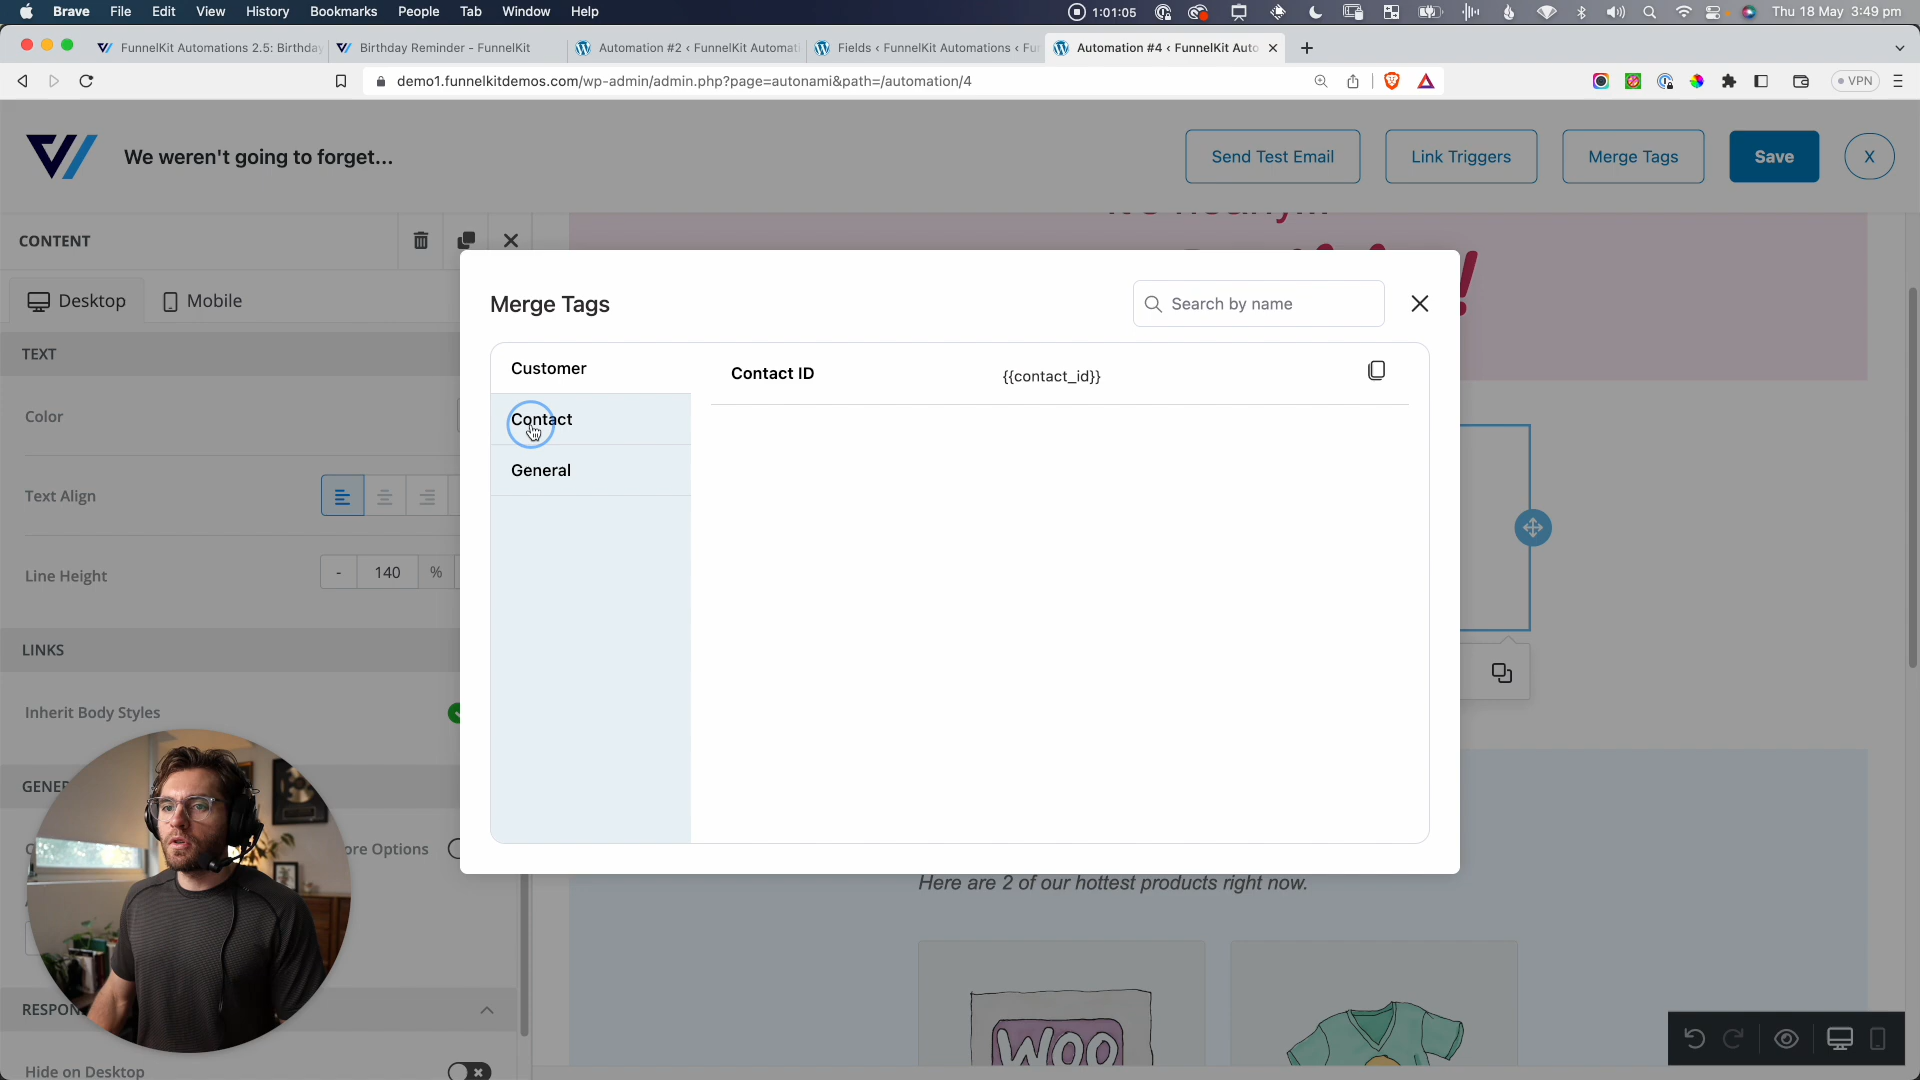 Brave File Edit View History Bookmarks People Tab Window Help 1:01:05 Thu 18 May 3:49 pm
FunnelKit Automations 2.5: Birthday
Birthday Reminder - FunnelKit
Automation #2 ‹ FunnelKit Automat
Fields ‹ FunnelKit Automations ‹ Fu
Automation #4 ‹ FunnelKit Auto
demo1.funnelkitdemos.com/wp-admin/admin.php?page=autonami&path=/automation/4
VPN
We weren't going to forget...
Send Test Email
Link Triggers
Merge Tags
Save
X
CONTENT
Desktop
Mobile
TEXT
Color
Text Align
Line Height
- 140 %
LINKS
Inherit Body Styles
GENER
ore Options
RESPON
Hide on Desktop
Merge Tags
Search by name
Customer
Contact
General
Contact ID
{{contact_id}}
Here are 2 of our hottest products right now.
WOO